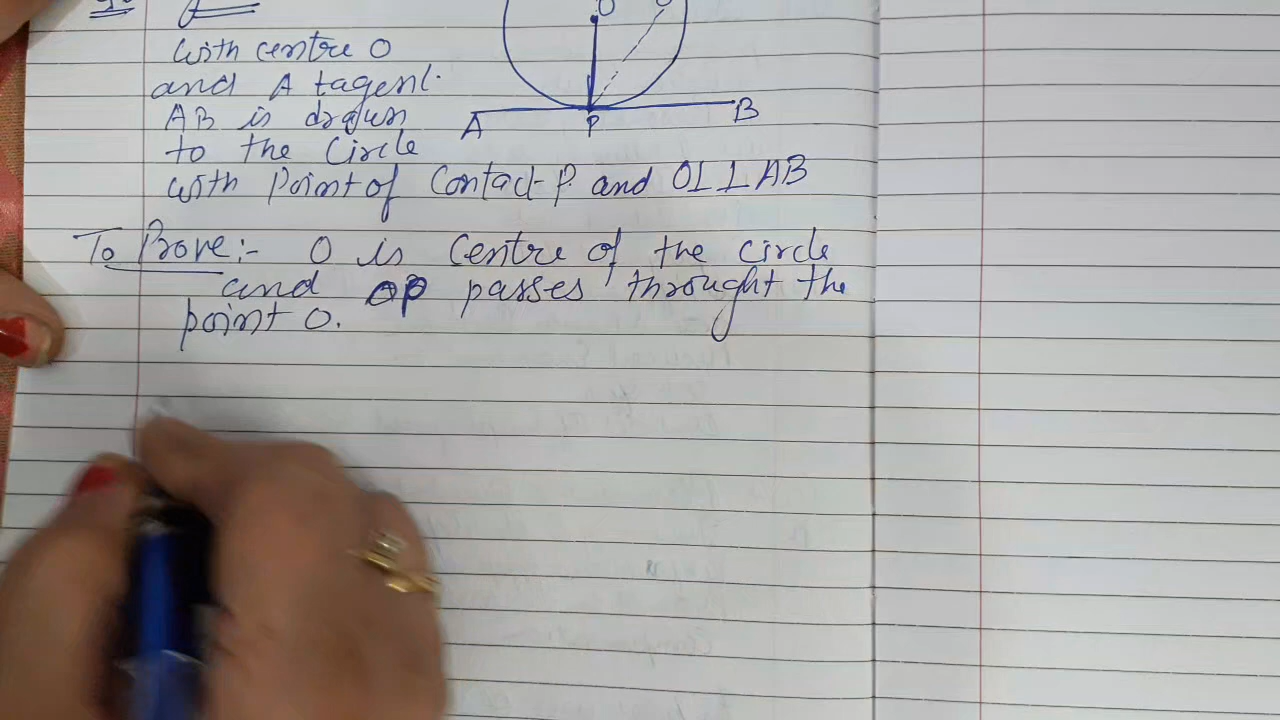 O
with centre O
and A tagent.
AB is drawn
to the Circle
A
P
B
with Point of Contact P. and OL ⊥ AB
To Prove:- O is Centre of the circle
and OP passes throught the
point O.